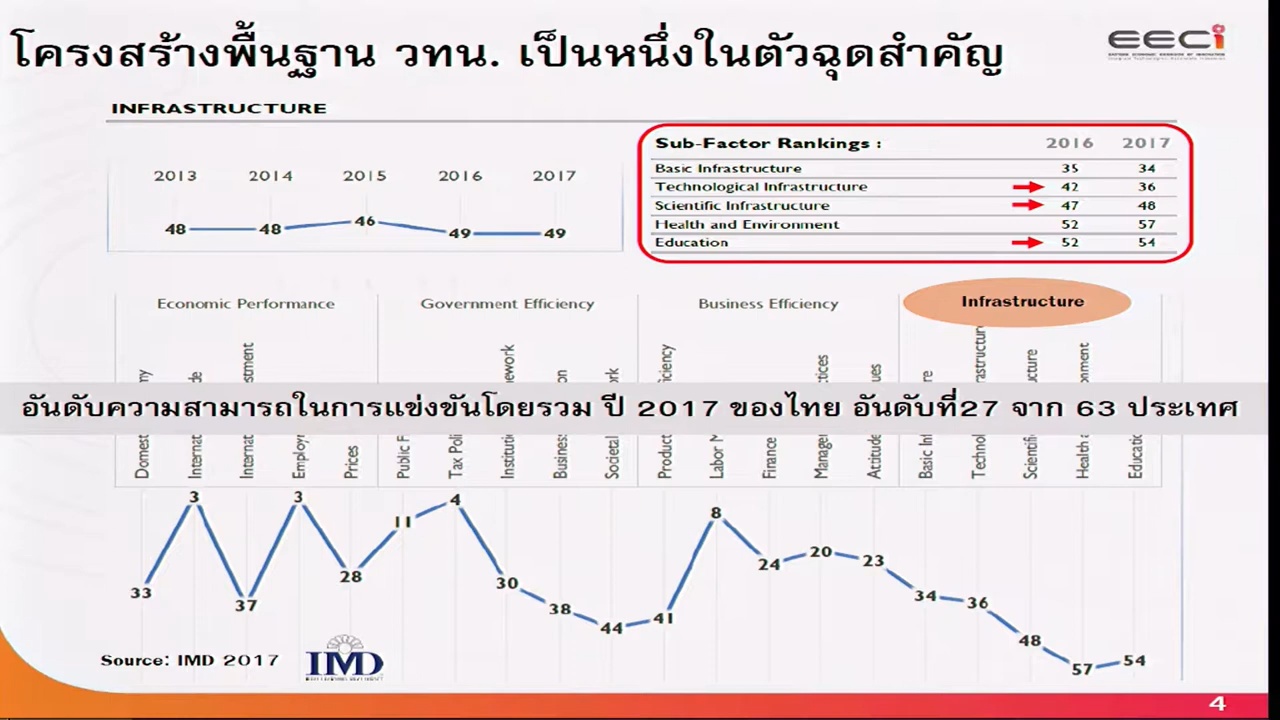 โครงสร้างพื้นฐาน วทน. เป็นหนึ่งในตัวฉุดสำคัญ
eeci
INFRASTRUCTURE
2013 2014 2015 2016 2017
48 48 46 49 49
Sub-Factor Rankings : 2016 2017
Basic Infrastructure 35 34
Technological Infrastructure 42 36
Scientific Infrastructure 47 48
Health and Environment 52 57
Education 52 54
Economic Performance Government Efficiency Business Efficiency Infrastructure
อันดับความสามารถในการแข่งขันโดยรวม ปี 2017 ของไทย อันดับที่27 จาก 63 ประเทศ
Prices
Finance
33 3 37 3 28 11 4 30 38 44 41 8 24 20 23 34 36 48 57 54
Source: IMD 2017
IMD
4